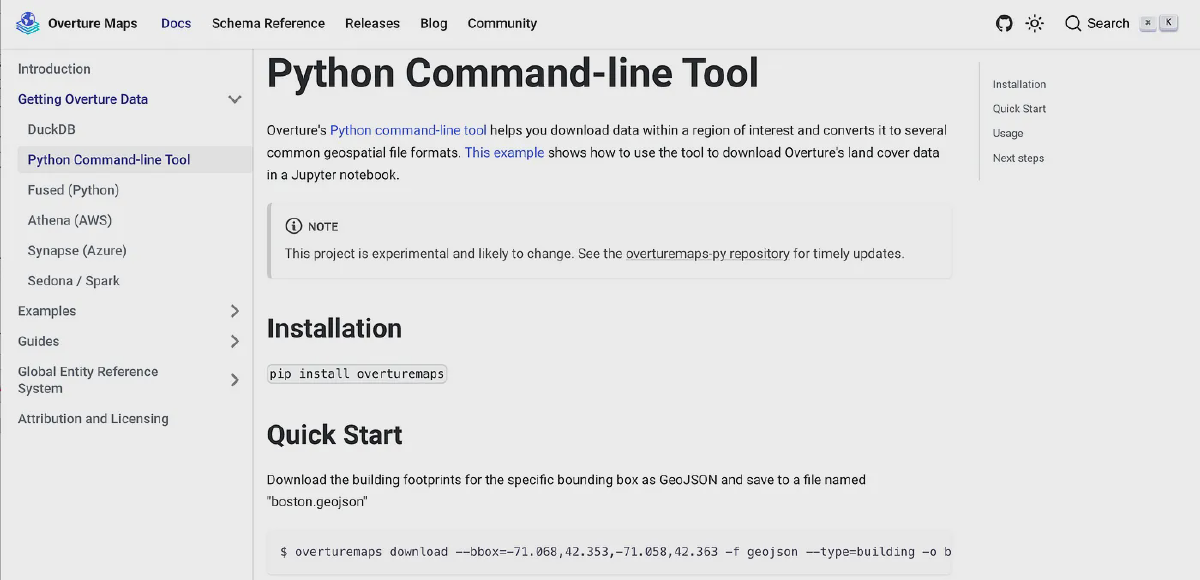 Overture Maps Docs Schema Reference Releases Blog Community Search ⌘ K
Introduction
Getting Overture Data
DuckDB
Python Command-line Tool
Fused (Python)
Athena (AWS)
Synapse (Azure)
Sedona / Spark
Examples
Guides
Global Entity Reference
System
Attribution and Licensing
Python Command-line Tool
Overture's Python command-line tool helps you download data within a region of interest and converts it to several
common geospatial file formats. This example shows how to use the tool to download Overture's land cover data
in a Jupyter notebook.
NOTE
This project is experimental and likely to change. See the overturemaps-py repository for timely updates.
Installation
pip install overturemaps
Quick Start
Download the building footprints for the specific bounding box as GeoJSON and save to a file named
"boston.geojson"
$ overturemaps download --bbox=-71.068,42.353,-71.058,42.363 -f geojson --type=building -o b
Installation
Quick Start
Usage
Next steps